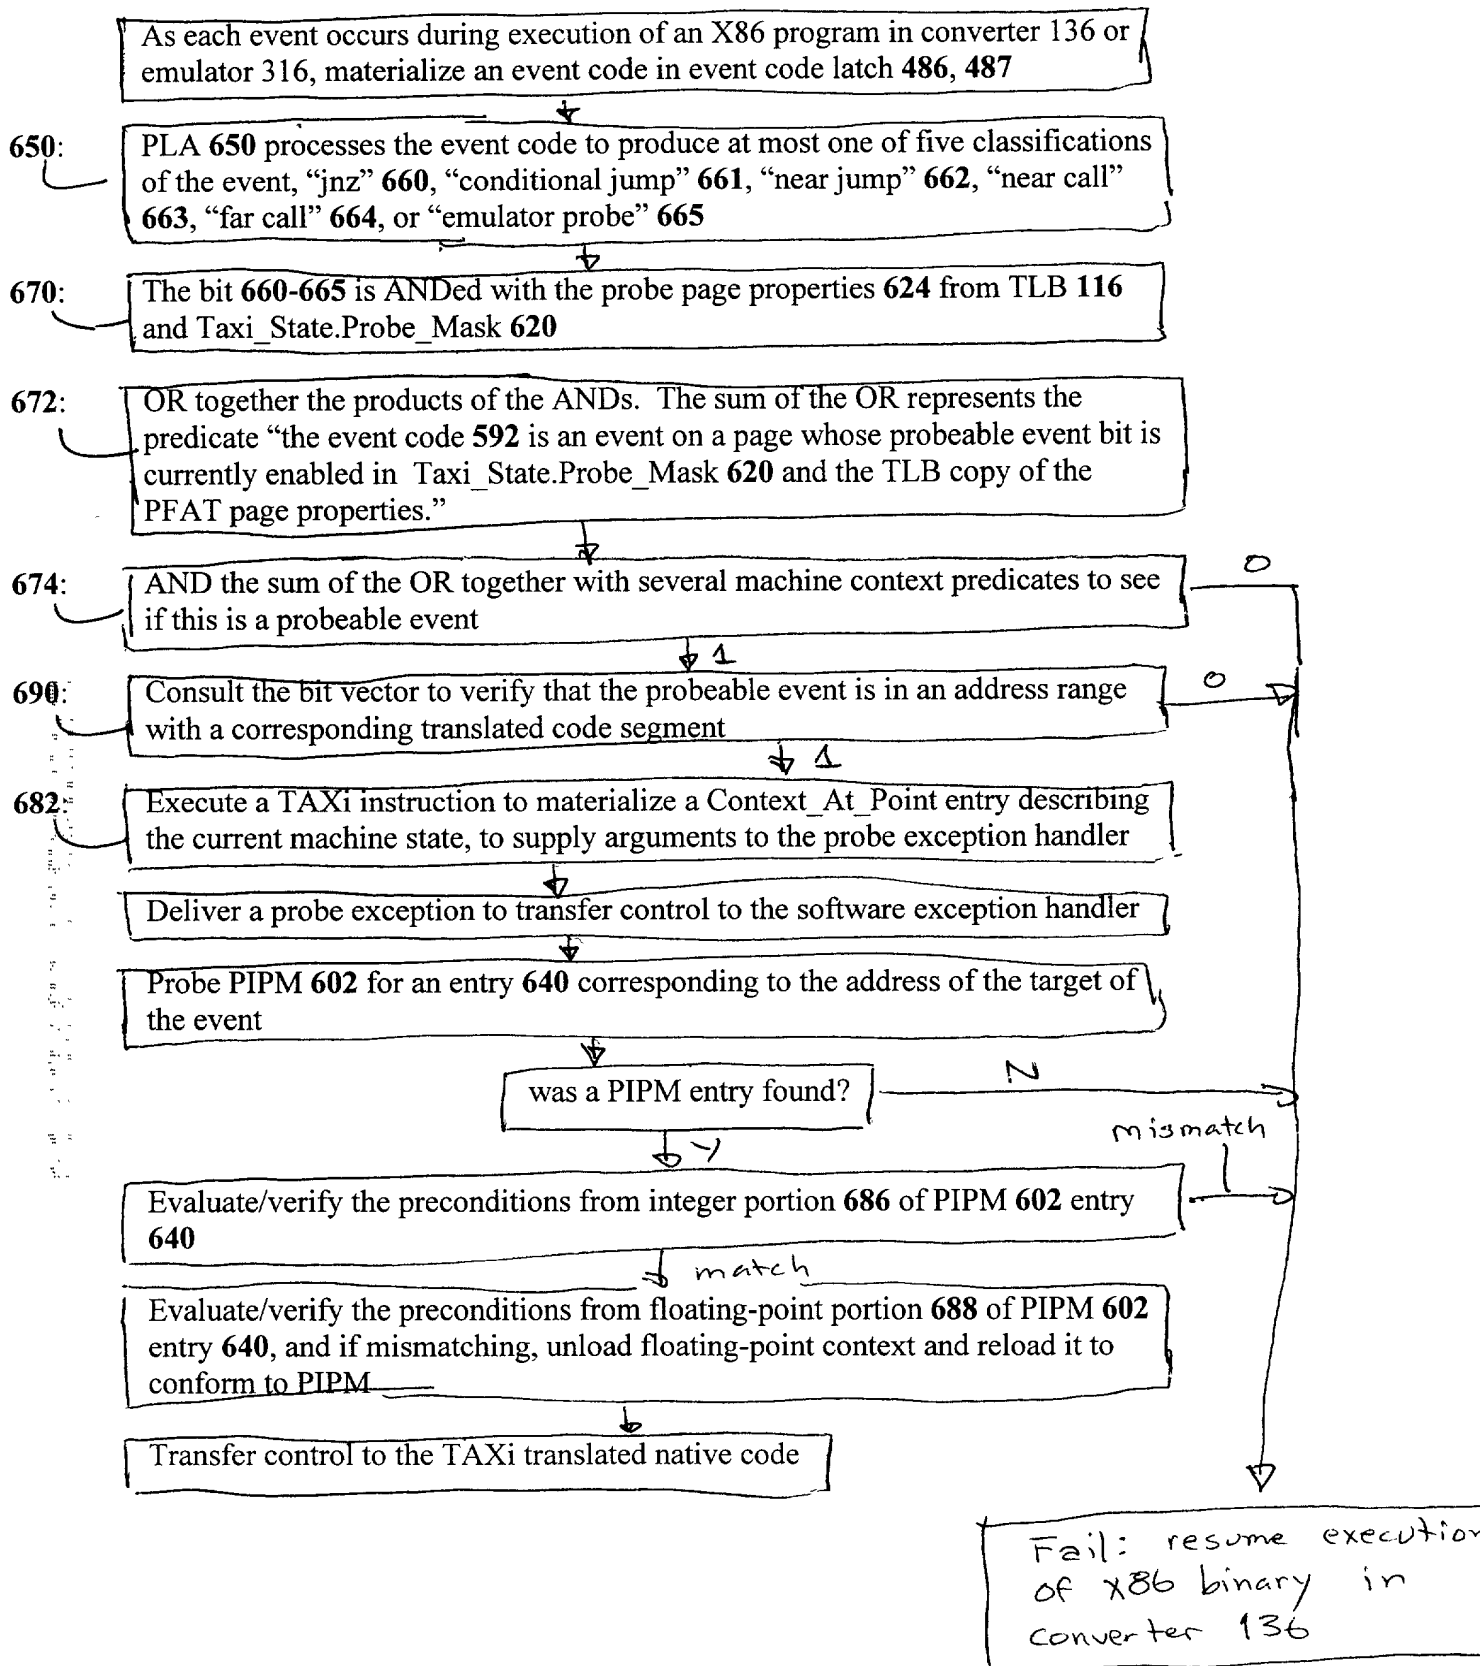 As each event occurs during execution of an X86 program in converter 136 or
emulator 316, materialize an event code in event code latch 486, 487
650:
PLA 650 processes the event code to produce at most one of five classifications
of the event, “jnz” 660, “conditional jump” 661, “near jump” 662, “near call”
663, “far call” 664, or “emulator probe” 665
670:
The bit 660-665 is ANDed with the probe page properties 624 from TLB 116
and Taxi_State.Probe_Mask 620
672:
OR together the products of the ANDs. The sum of the OR represents the
predicate “the event code 592 is an event on a page whose probeable event bit is
currently enabled in Taxi_State.Probe_Mask 620 and the TLB copy of the
PFAT page properties.”
674:
AND the sum of the OR together with several machine context predicates to see
if this is a probeable event
0
1
690:
Consult the bit vector to verify that the probeable event is in an address range
with a corresponding translated code segment
0
1
682:
Execute a TAXi instruction to materialize a Context_At_Point entry describing
the current machine state, to supply arguments to the probe exception handler
Deliver a probe exception to transfer control to the software exception handler
Probe PIPM 602 for an entry 640 corresponding to the address of the target of
the event
was a PIPM entry found?
N
Y
mismatch
Evaluate/verify the preconditions from integer portion 686 of PIPM 602 entry
640
match
Evaluate/verify the preconditions from floating-point portion 688 of PIPM 602
entry 640, and if mismatching, unload floating-point context and reload it to
conform to PIPM
Transfer control to the TAXi translated native code
Fail: resume execution
of X86 binary in
converter 136